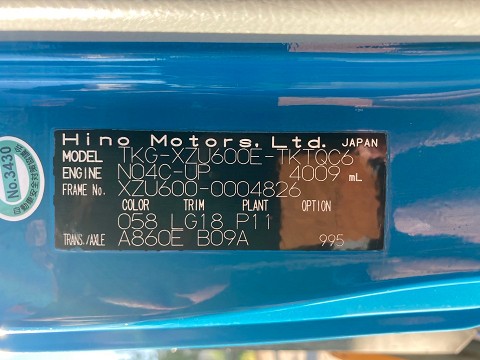 Hino Motors, Ltd. JAPAN
MODEL TKG-XZU600E-TKTQC6
ENGINE N04C-UP 4009 mL
FRAME No. XZU600-0004826
COLOR TRIM PLANT OPTION
058 LG18 P11
TRANS./AXLE A860E B09A 995
No.3430